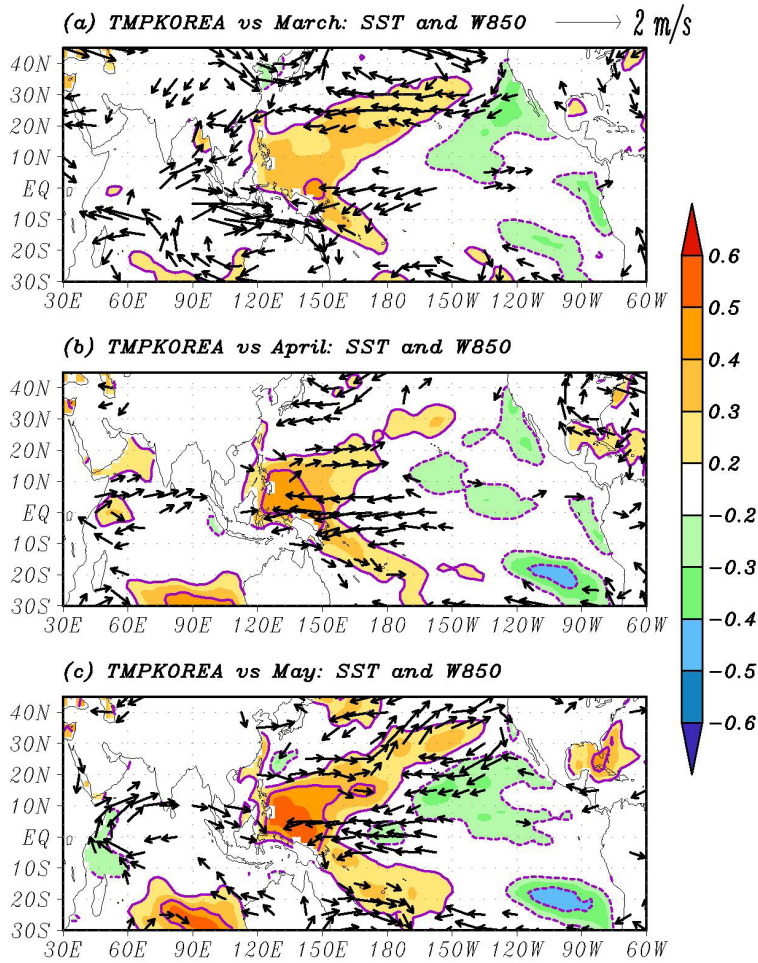 (a) TMPKOREA vs March: SST and W850 2 m/s
40N
30N
20N
10N
EQ
10S
20S
30S
30E 60E 90E 120E 150E 180 150W 120W 90W 60W
(b) TMPKOREA vs April: SST and W850
40N
30N
20N
10N
EQ
10S
20S
30S
30E 60E 90E 120E 150E 180 150W 120W 90W 60W
(c) TMPKOREA vs May: SST and W850
40N
30N
20N
10N
EQ
10S
20S
30S
30E 60E 90E 120E 150E 180 150W 120W 90W 60W
0.6
0.5
0.4
0.3
0.2
-0.2
-0.3
-0.4
-0.5
-0.6